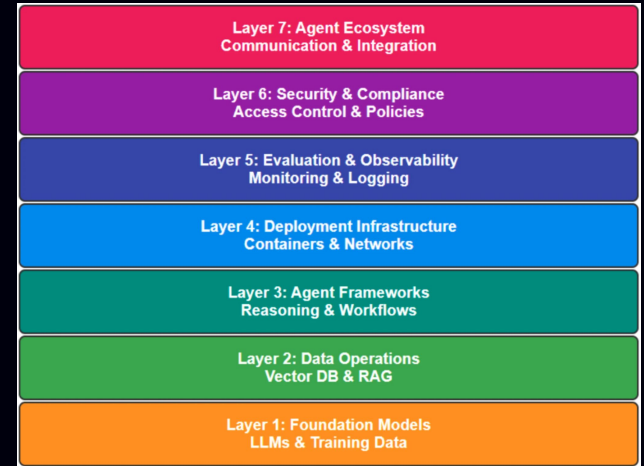 Layer 7: Agent Ecosystem
Communication & Integration
Layer 6: Security & Compliance
Access Control & Policies
Layer 5: Evaluation & Observability
Monitoring & Logging
Layer 4: Deployment Infrastructure
Containers & Networks
Layer 3: Agent Frameworks
Reasoning & Workflows
Layer 2: Data Operations
Vector DB & RAG
Layer 1: Foundation Models
LLMs & Training Data